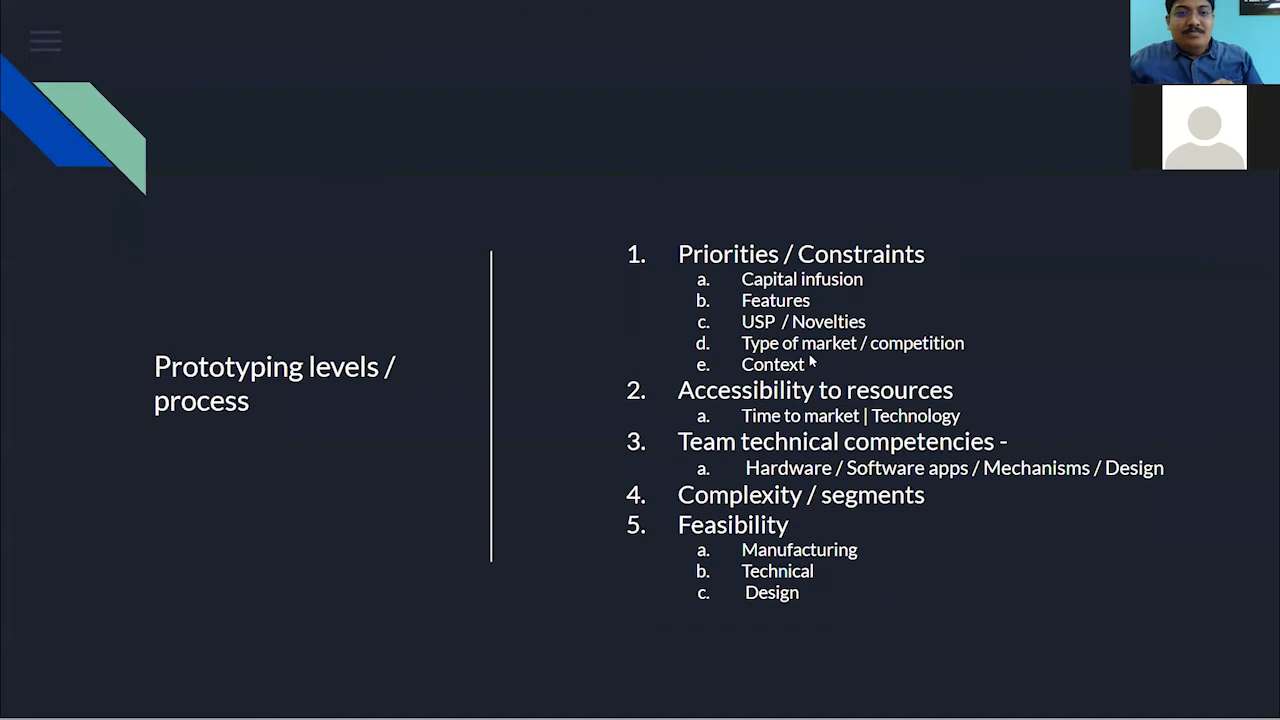 Prototyping levels /
process
1. Priorities / Constraints
a. Capital infusion
b. Features
c. USP / Novelties
d. Type of market / competition
e. Context
2. Accessibility to resources
a. Time to market | Technology
3. Team technical competencies -
a. Hardware / Software apps / Mechanisms / Design
4. Complexity / segments
5. Feasibility
a. Manufacturing
b. Technical
c. Design